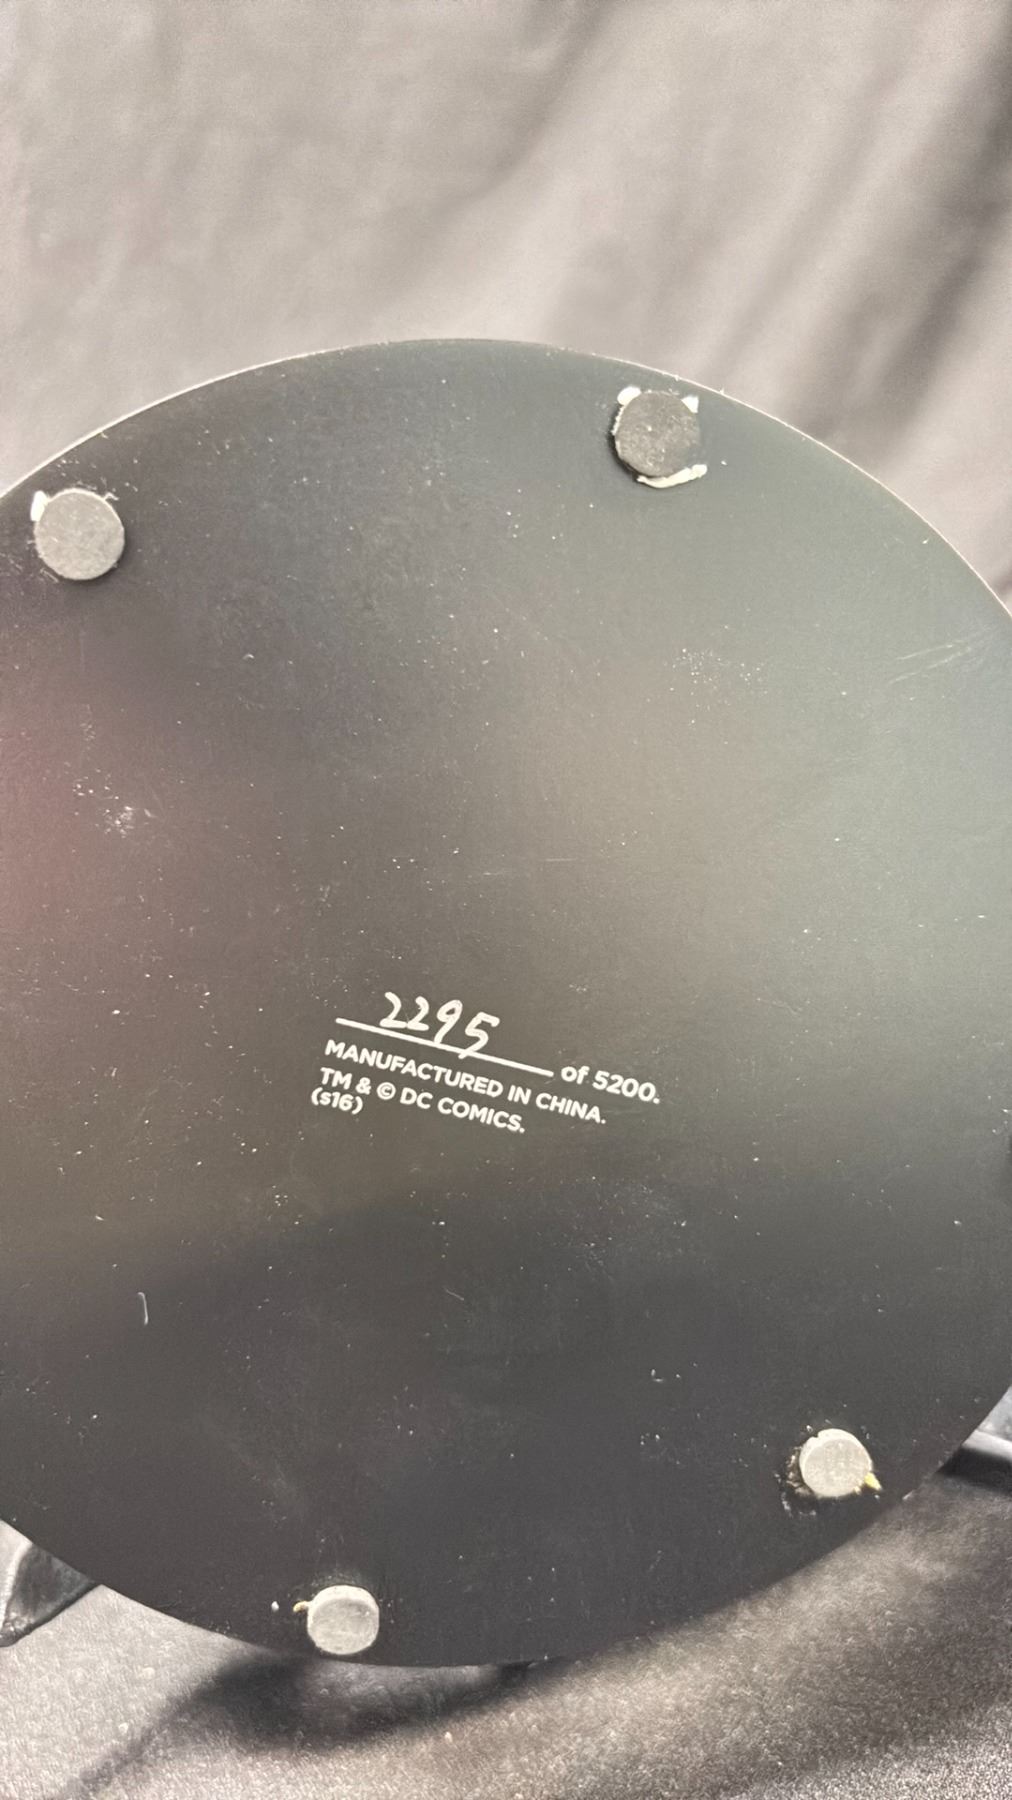 2295 of 5200.
MANUFACTURED IN CHINA.
TM & © DC COMICS.
(s16)